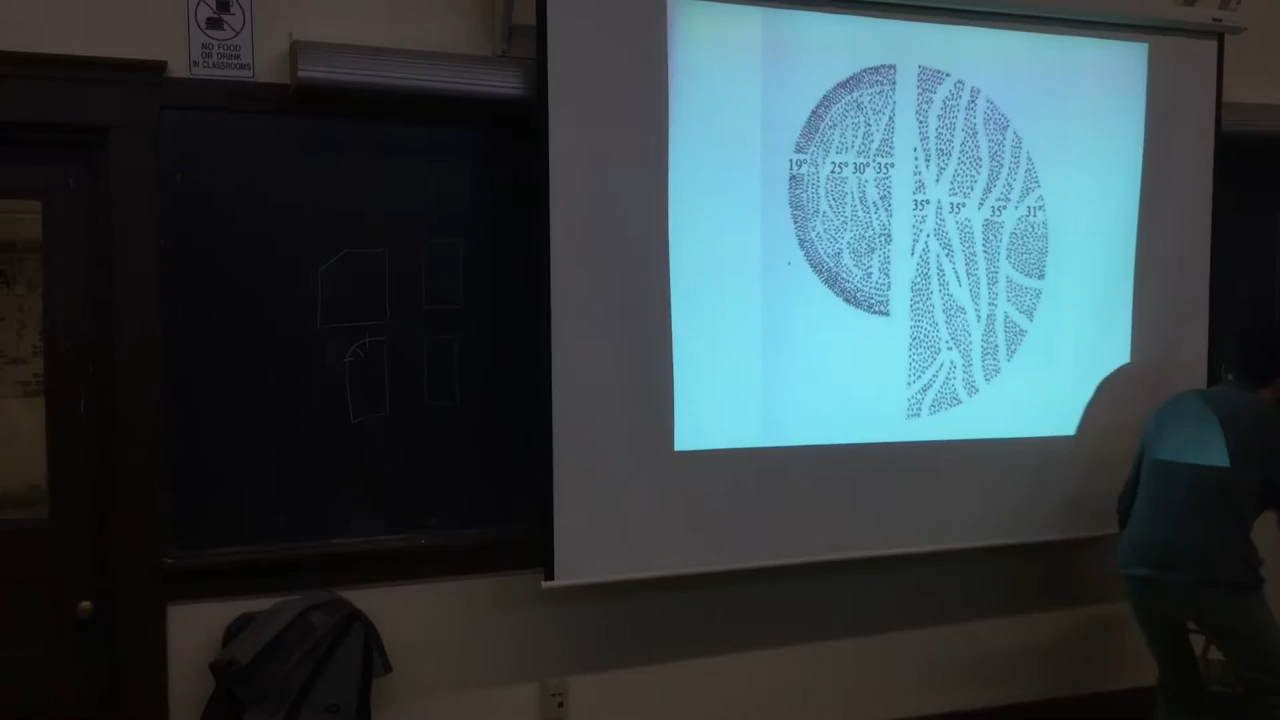 NO FOOD
OR DRINK
IN CLASSROOMS
19° 25° 30° 35°
35° 35° 35° 31°